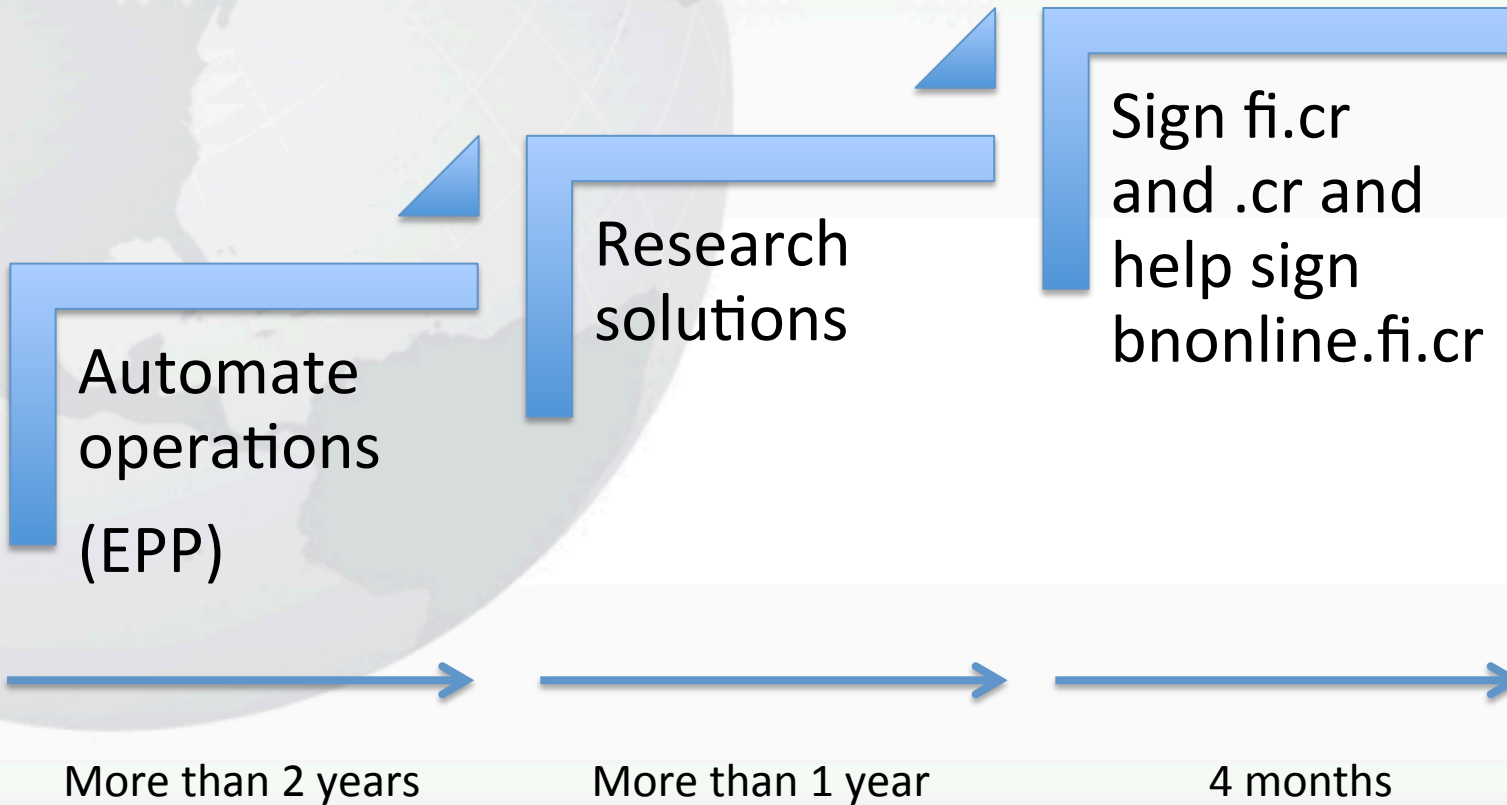 Automate
operations
(EPP)
Research
solutions
Sign fi.cr
and .cr and
help sign
bnonline.fi.cr
More than 2 years
More than 1 year
4 months